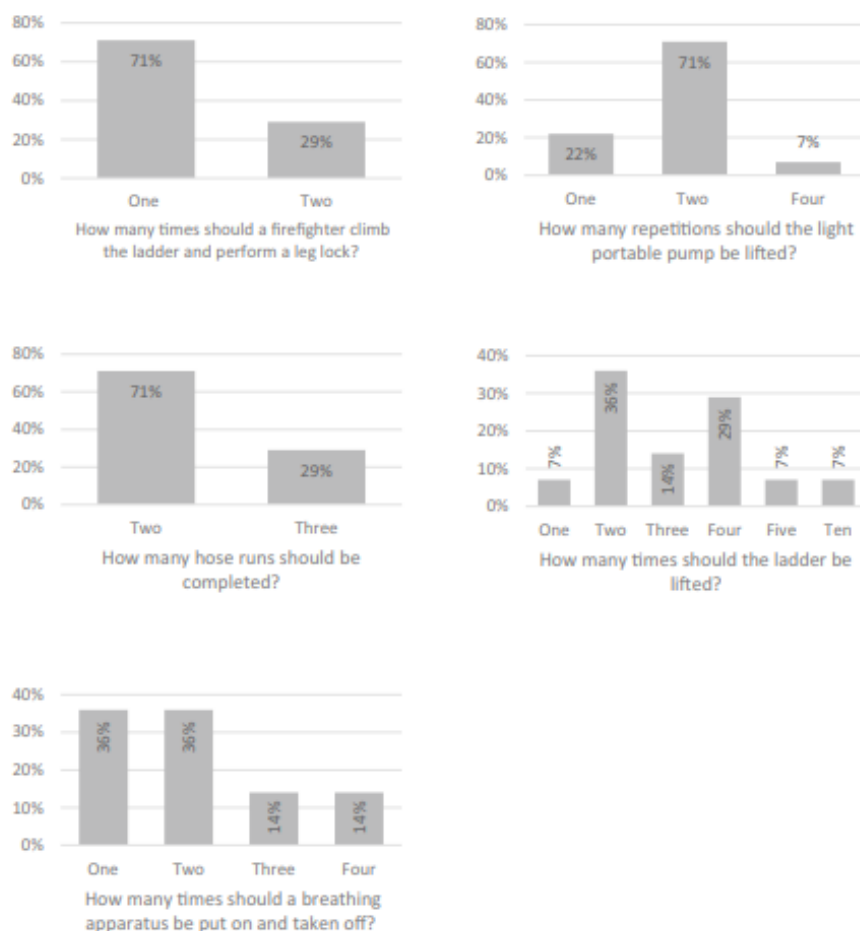 80%
60%
40%
20%
0%
71%
29%
One Two
How many times should a firefighter climb
the ladder and perform a leg lock?
80%
60%
40%
20%
0%
22%
71%
7%
One Two Four
How many repetitions should the light
portable pump be lifted?
80%
60%
40%
20%
0%
71%
29%
Two Three
How many hose runs should be
completed?
40%
30%
20%
10%
0%
7%
36%
14%
29%
7%
7%
One Two Three Four Five Ten
How many times should the ladder be
lifted?
40%
30%
20%
10%
0%
36%
36%
14%
14%
One Two Three Four
How many times should a breathing
apparatus be put on and taken off?